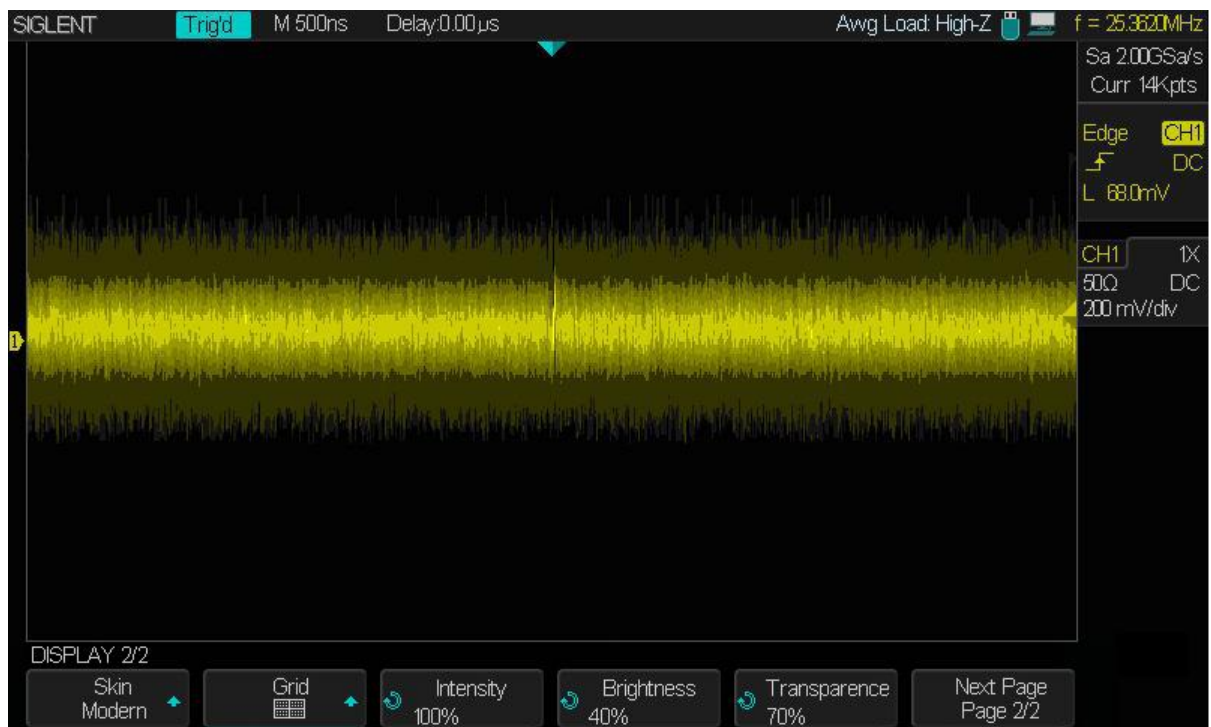 SIGLENT Trig'd M 500ns Delay:0.00µs Awg Load: High-Z f = 25.3620MHz
Sa 2.00GSa/s
Curr 14Kpts
Edge CH1
DC
L 68.0mV
CH1 1X
50Ω DC
200 mV/div
1
DISPLAY 2/2
Skin Grid Intensity Brightness Transparence Next Page
Modern 100% 40% 70% Page 2/2